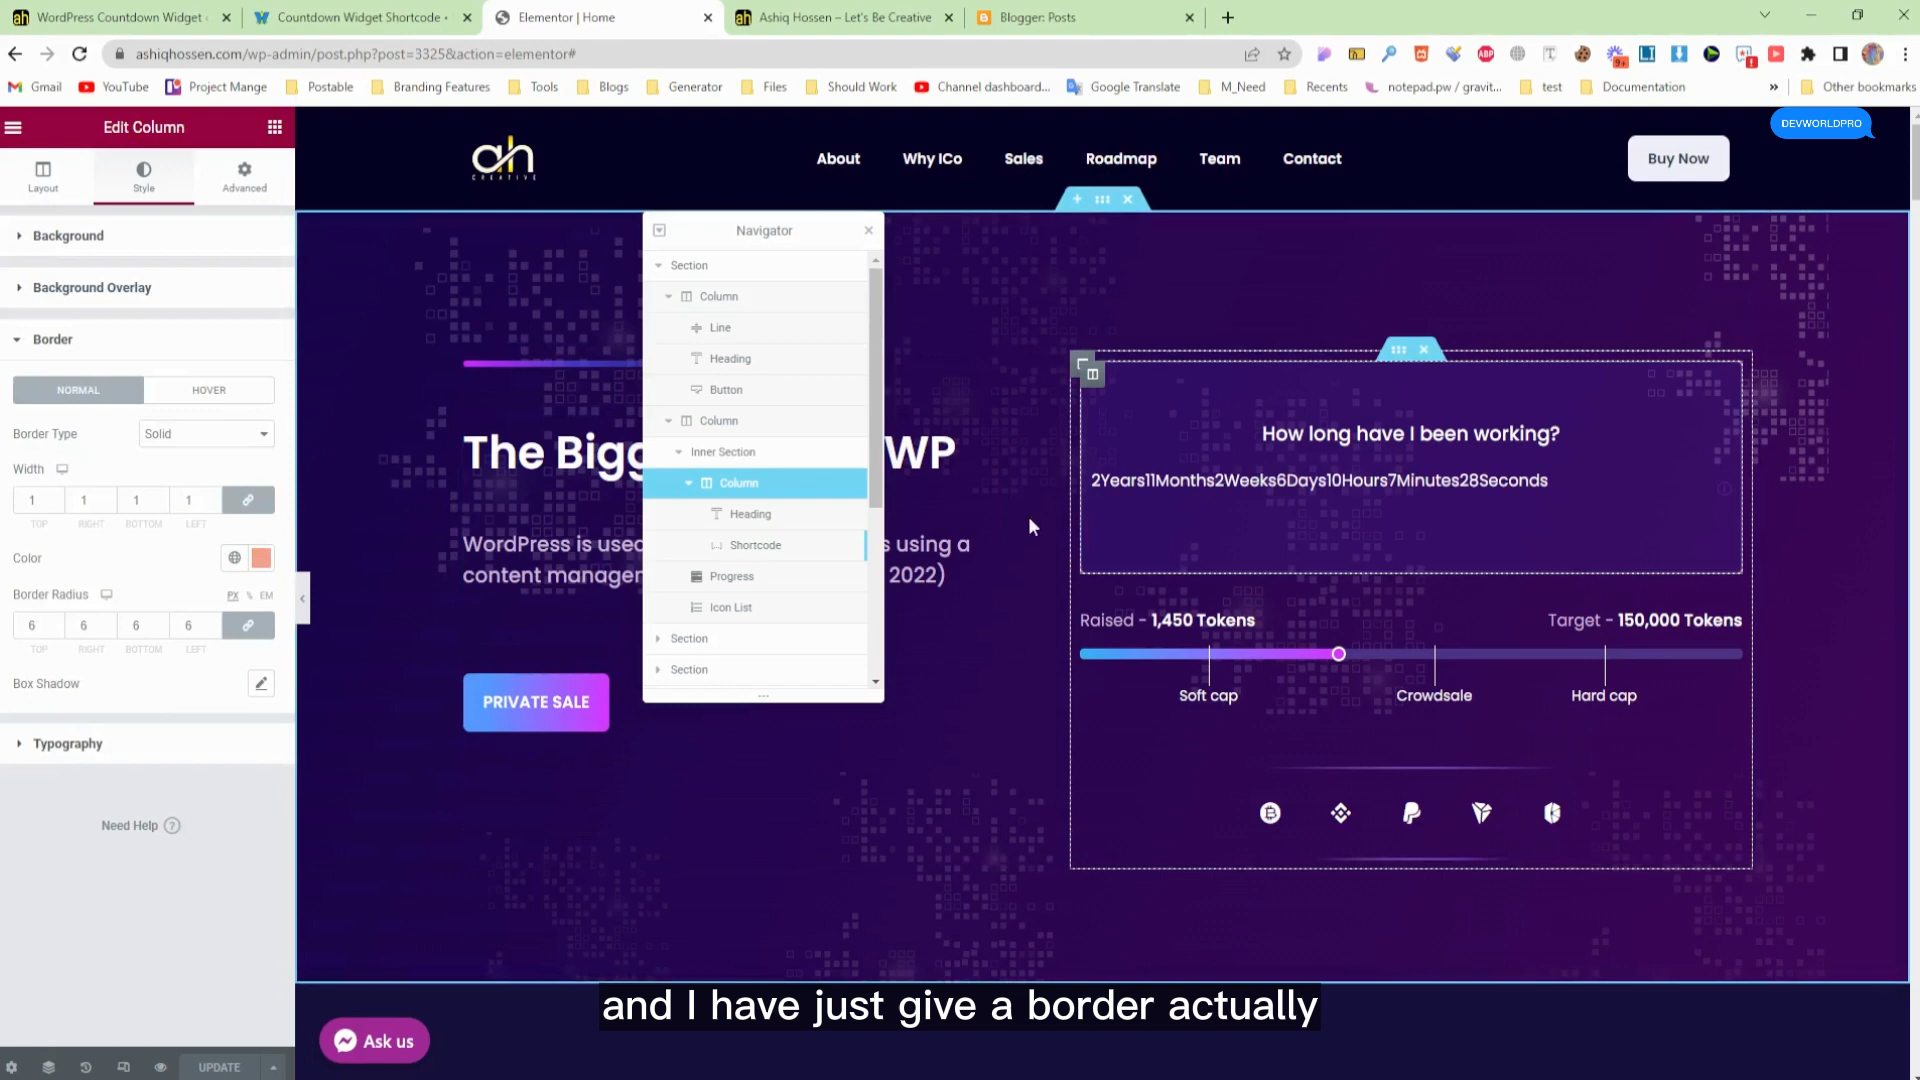 WordPress Countdown Widget
Countdown Widget Shortcode
Elementor | Home
Ashiq Hossen – Let's Be Creative
Blogger: Posts
ashiqhossen.com/wp-admin/post.php?post=3325&action=elementor#
Gmail
YouTube
Project Mange
Postable
Branding Features
Tools
Blogs
Generator
Files
Should Work
Channel dashboard...
Google Translate
M_Need
Recents
notepad.pw / gravit...
test
Documentation
Other bookmarks
Edit Column
Layout
Style
Advanced
Background
Background Overlay
Border
NORMAL
HOVER
Border Type
Solid
Width
1 1 1 1
TOP RIGHT BOTTOM LEFT
Color
Border Radius
PX % EM
6 6 6 6
TOP RIGHT BOTTOM LEFT
Box Shadow
Typography
Need Help
UPDATE
ah
CREATIVE
About
Why ICo
Sales
Roadmap
Team
Contact
Buy Now
DEVWORLDPRO
Navigator
Section
Column
Line
Heading
Button
Column
Inner Section
Column
Heading
Shortcode
Progress
Icon List
Section
Section
The Bigg
WP
WordPress is used
s using a
content manager
2022)
PRIVATE SALE
How long have I been working?
2Years11Months2Weeks6Days10Hours7Minutes28Seconds
Raised - 1,450 Tokens
Target - 150,000 Tokens
Soft cap
Crowdsale
Hard cap
and I have just give a border actually
Ask us